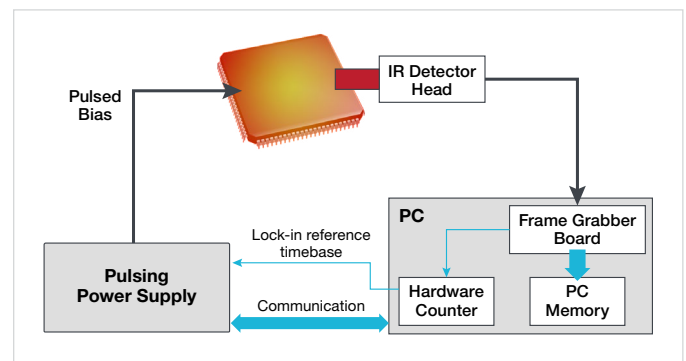 IR Detector
Head
Pulsed
Bias
PC
Frame Grabber
Board
Lock-in reference
timebase
Pulsing
Power Supply
Hardware
Counter
PC
Memory
Communication